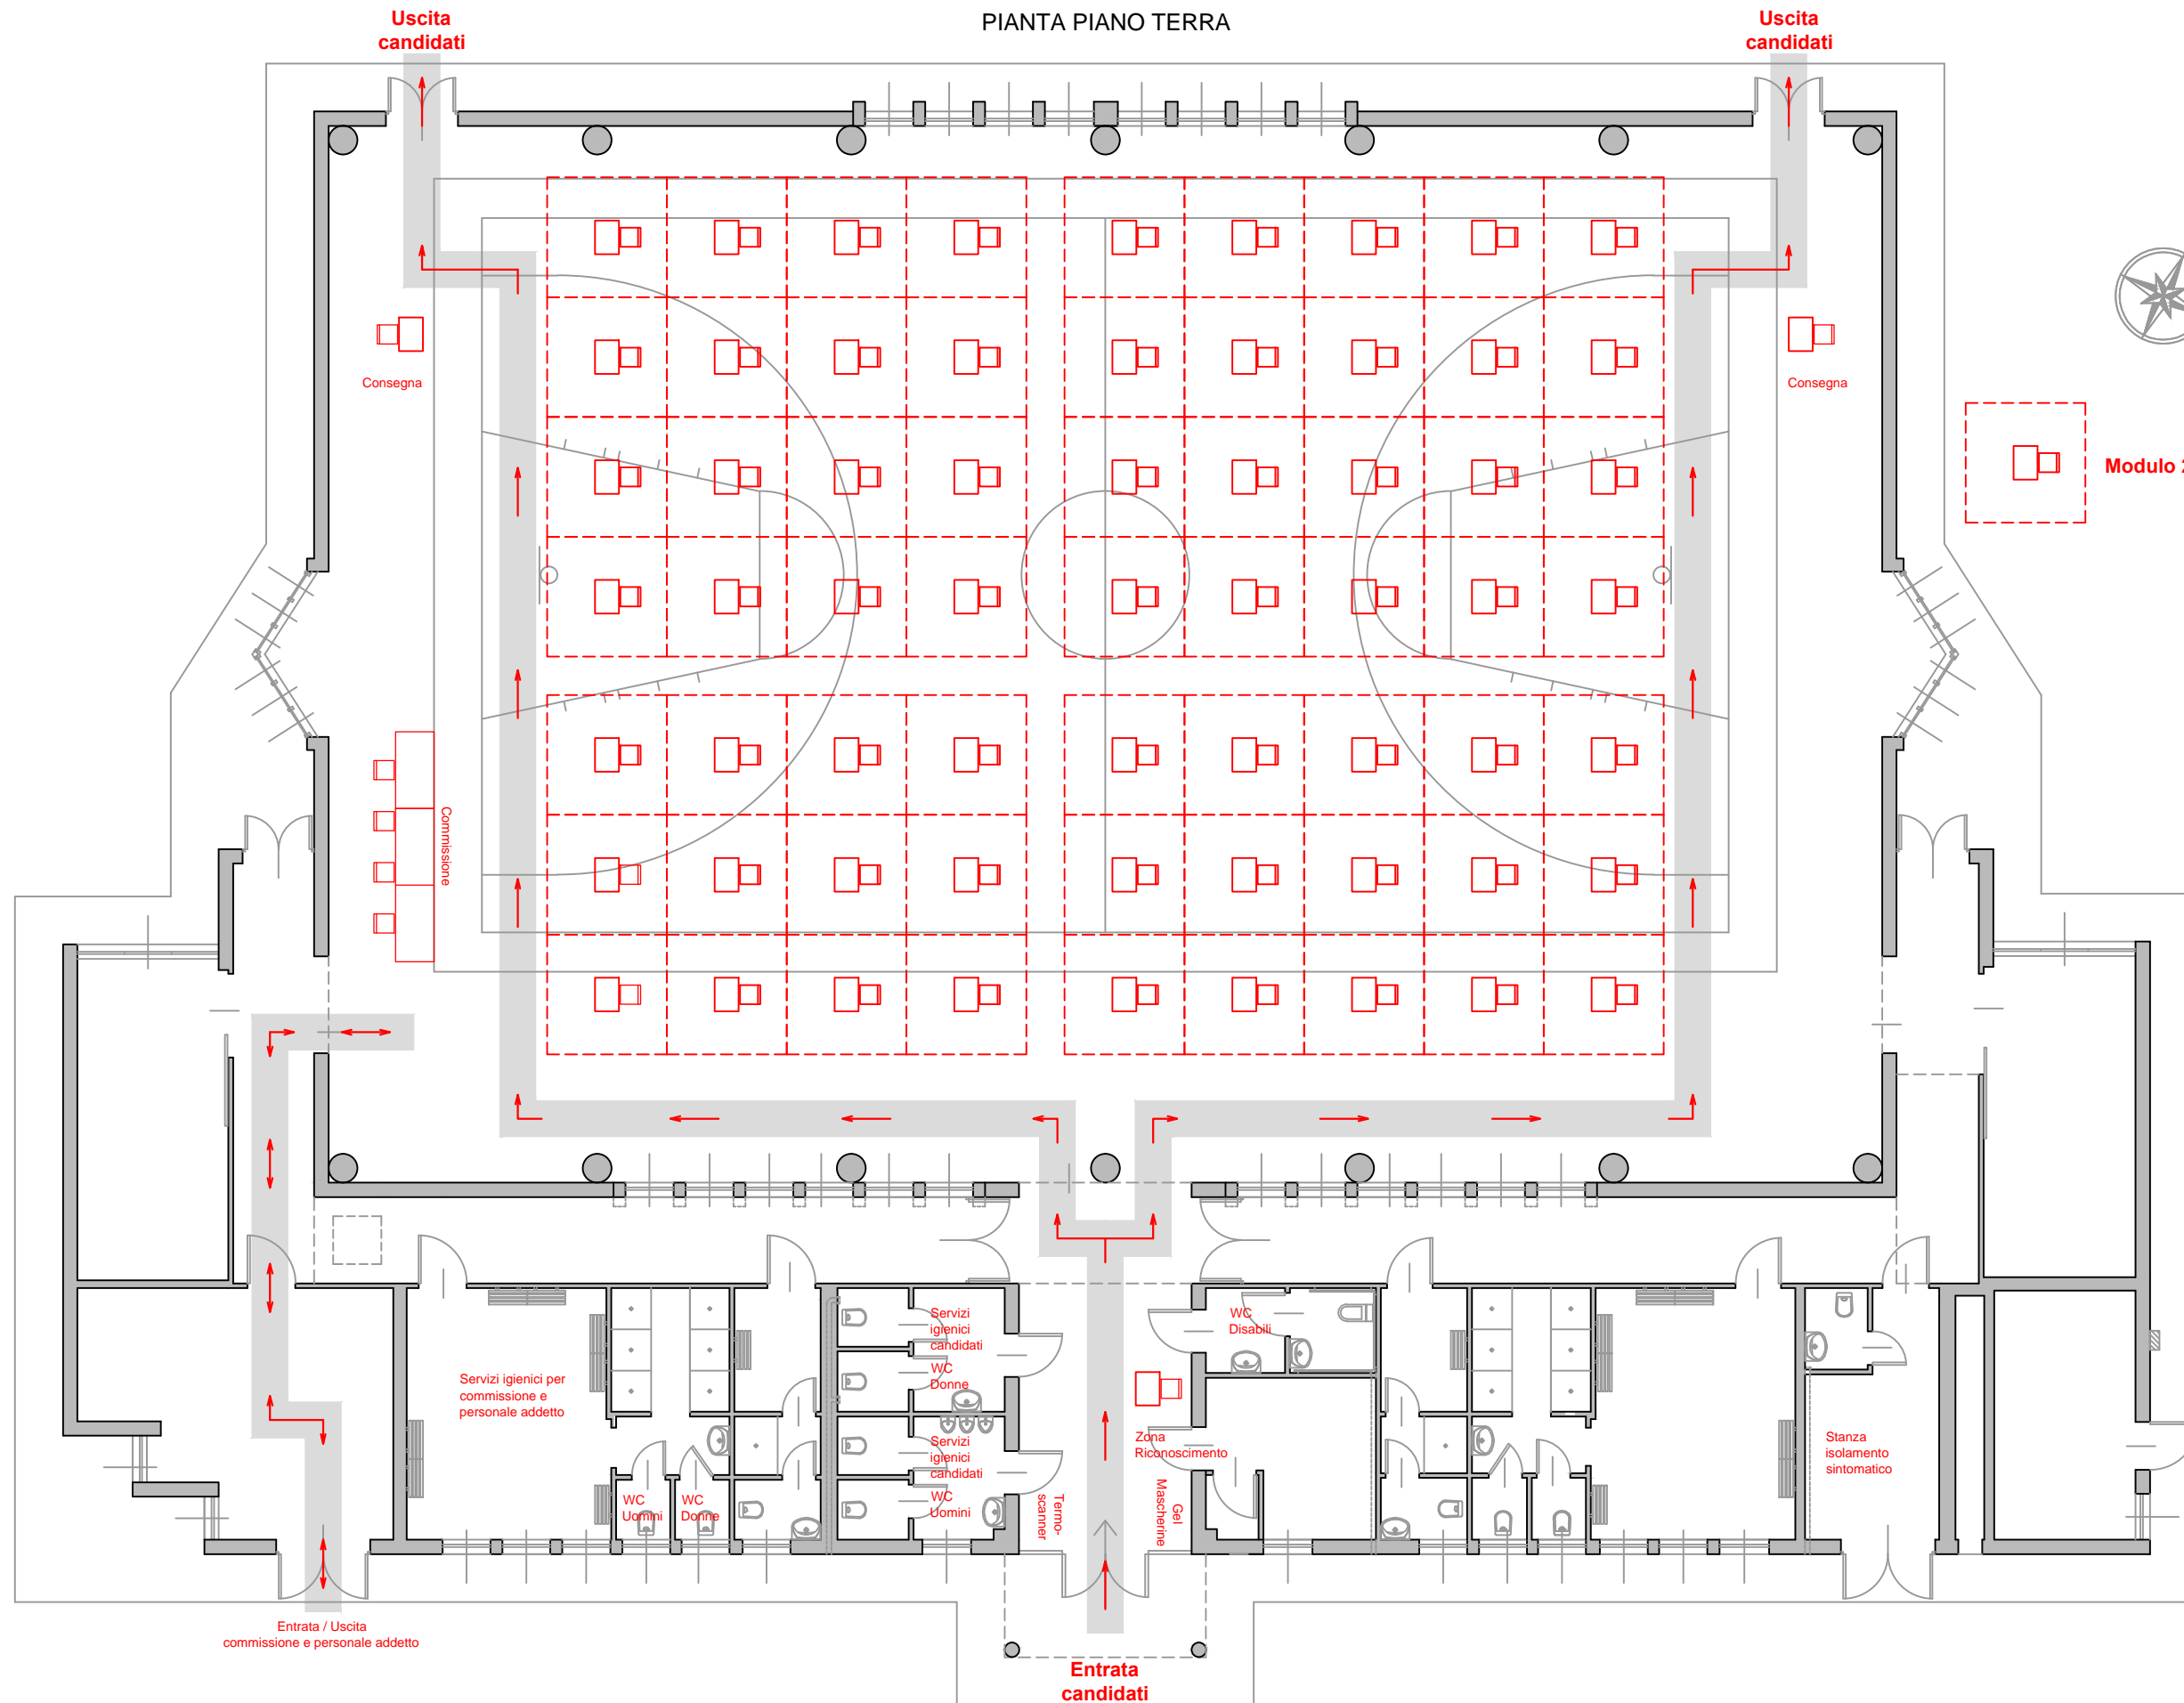 PIANTA PIANO TERRA
Uscita
candidati
Uscita
candidati
Consegna
Consegna
Modulo
Commissione
Servizi igienici per
commissione e
personale addetto
WC
Uomini
WC
Donne
Servizi
igienici
candidati
WC
Donne
Servizi
igienici
candidati
WC
Uomini
Termo-
scanner
Gel
Mascherine
Zona
Riconoscimento
WC
Disabili
Stanza
isolamento
sintomatico
Entrata / Uscita
commissione e personale addetto
Entrata
candidati